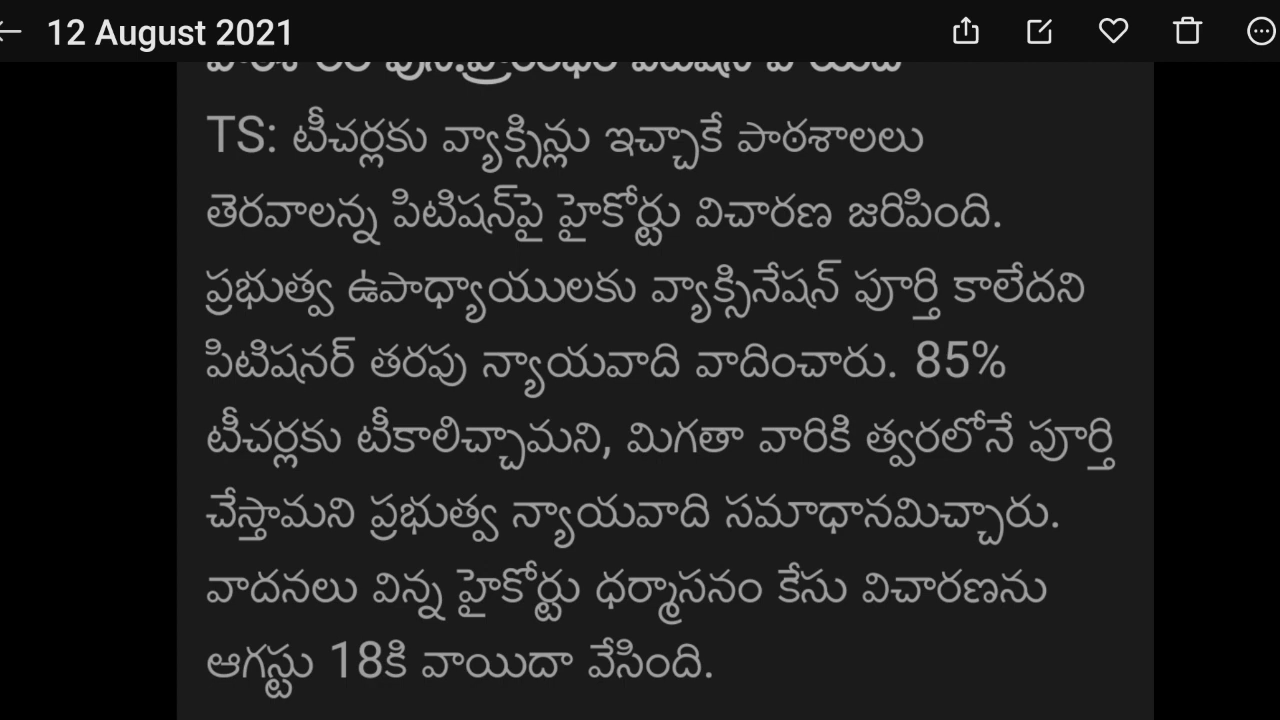 12 August 2021
TS: టీచర్లకు వ్యాక్సిన్లు ఇచ్చాకే పాఠశాలలు
తెరవాలన్న పిటిషన్‌పై హైకోర్టు విచారణ జరిపింది.
ప్రభుత్వ ఉపాధ్యాయులకు వ్యాక్సినేషన్ పూర్తి కాలేదని
పిటిషనర్ తరపు న్యాయవాది వాదించారు. 85%
టీచర్లకు టీకాలిచ్చామని, మిగతా వారికి త్వరలోనే పూర్తి
చేస్తామని ప్రభుత్వ న్యాయవాది సమాధానమిచ్చారు.
వాదనలు విన్న హైకోర్టు ధర్మాసనం కేసు విచారణను
ఆగస్టు 18కి వాయిదా వేసింది.